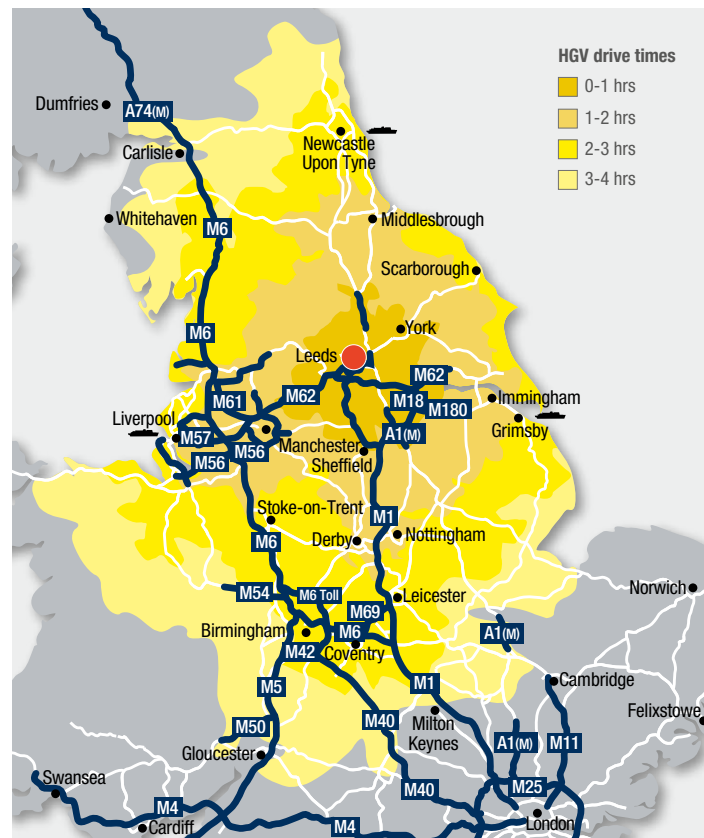 HGV drive times
0-1 hrs
1-2 hrs
2-3 hrs
3-4 hrs
Dumfries
A74(M)
Carlisle
Newcastle
Upon Tyne
Whitehaven
M6
Middlesbrough
Scarborough
M6
York
Leeds
M62
M61
M62
M18
M180
Immingham
Grimsby
Liverpool
M57
M56
M56
Manchester
A1(M)
Sheffield
Stoke-on-Trent
M1
M6
Derby
Nottingham
M54
M6 Toll
M69
Leicester
Norwich
Birmingham
M6
A1(M)
M42
Coventry
M5
M1
Cambridge
M50
M40
Milton
Keynes
Felixstowe
A1(M)
M11
Gloucester
Swansea
M40
M25
M4
Cardiff
M4
London